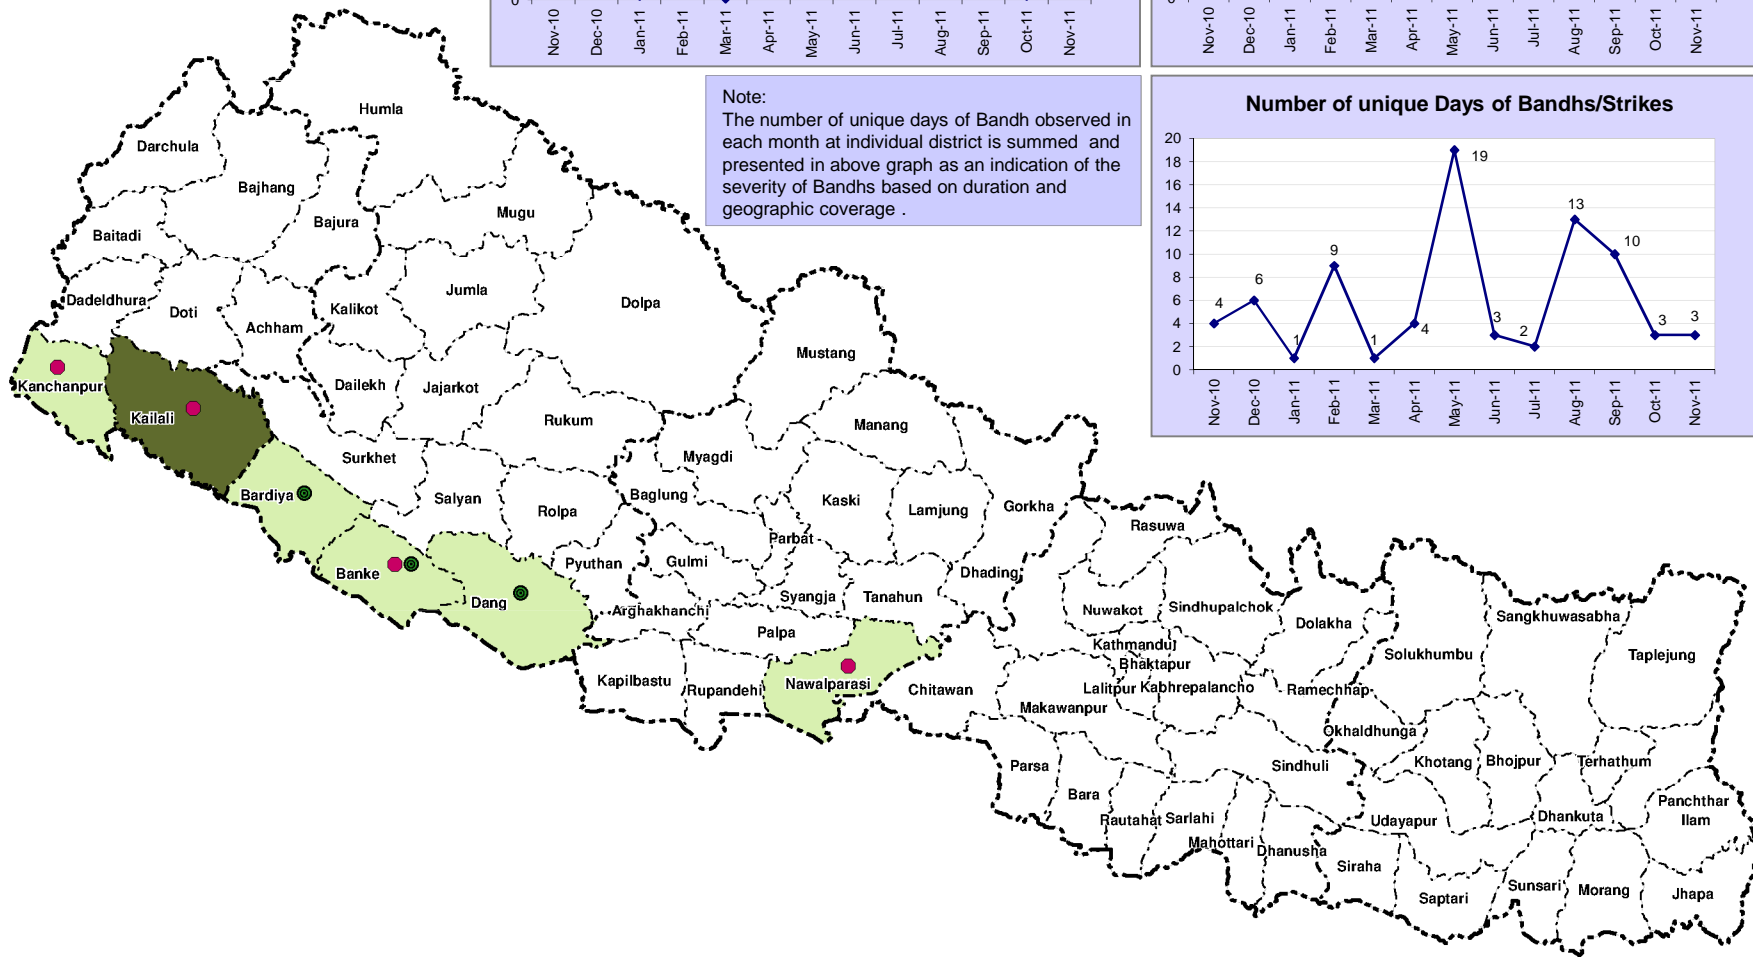 0
Nov-10
Dec-10
Jan-11
Feb-11
Mar-11
Apr-11
May-11
Jun-11
Jul-11
Aug-11
Sep-11
Oct-11
Nov-11
Nov-10
Dec-10
Jan-11
Feb-11
Mar-11
Apr-11
May-11
Jun-11
Jul-11
Aug-11
Sep-11
Oct-11
Nov-11
Note:
The number of unique days of Bandh observed in
each month at individual district is summed and
presented in above graph as an indication of the
severity of Bandhs based on duration and
geographic coverage .
Number of unique Days of Bandhs/Strikes
20
18
16
14
12
10
8
6
4
2
0
4
6
1
9
1
4
19
3
2
13
10
3
3
Nov-10
Dec-10
Jan-11
Feb-11
Mar-11
Apr-11
May-11
Jun-11
Jul-11
Aug-11
Sep-11
Oct-11
Nov-11
Humla
Darchula
Bajhang
Mugu
Bajura
Baitadi
Jumla
Dadeldhura
Dolpa
Kalikot
Doti
Achham
Mustang
Kanchanpur
Dailekh
Jajarkot
Kailali
Rukum
Manang
Surkhet
Myagdi
Bardiya
Salyan
Baglung
Kaski
Gorkha
Rolpa
Lamjung
Rasuwa
Parbat
Pyuthan
Gulmi
Banke
Dhading
Dang
Syangja
Tanahun
Arghakhanchi
Nuwakot
Sindhupalchok
Sangkhuwasabha
Dolakha
Palpa
Kathmandu
Solukhumbu
Taplejung
Bhaktapur
Kapilbastu
Rupandehi
Nawalparasi
Chitawan
Lalitpur
Kabhrepalancho
Ramechhap
Makawanpur
Okhaldhunga
Parsa
Sindhuli
Khotang
Bhojpur
Terhathum
Bara
Panchthar
Rautahat
Sarlahi
Udayapur
Dhankuta
Ilam
Mahottari
Dhanusha
Siraha
Sunsari
Morang
Jhapa
Saptari